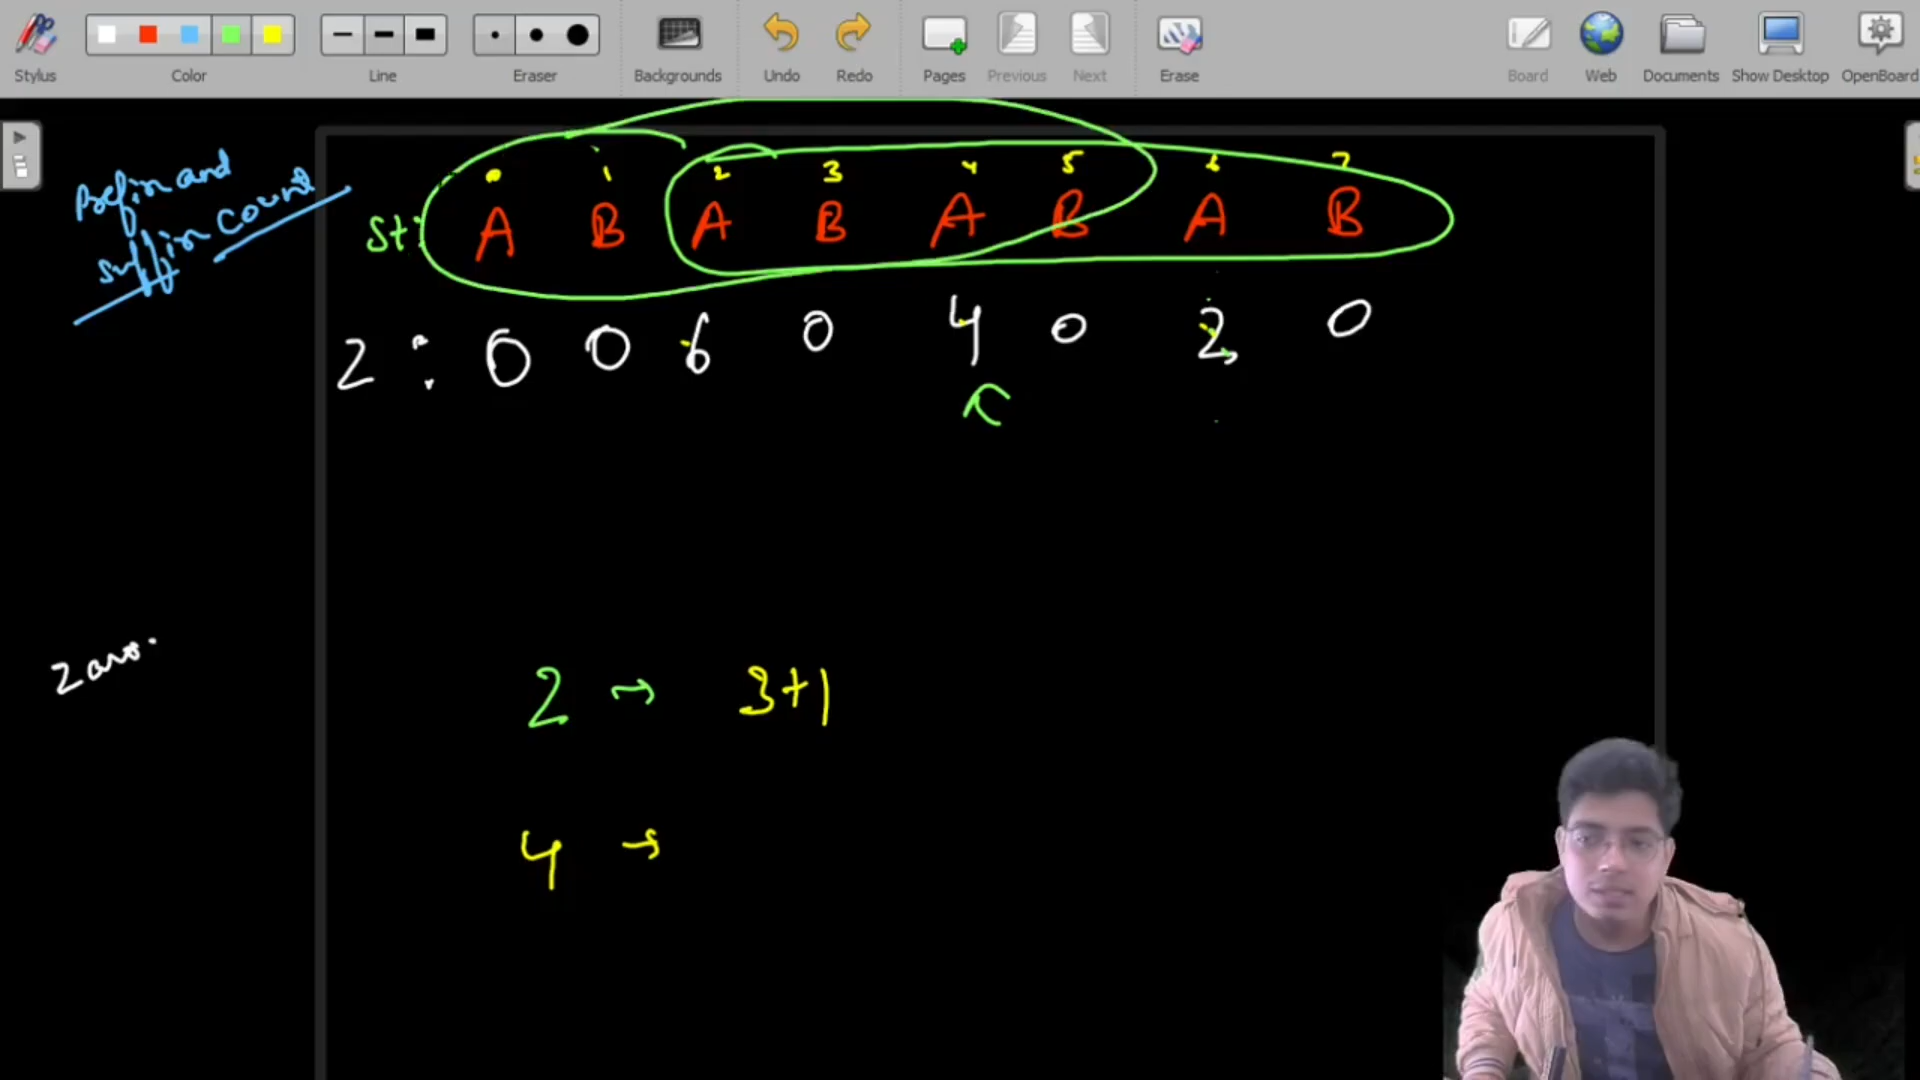 Stylus Color Line Eraser Backgrounds Undo Redo Pages Previous Next Erase Board Web Documents Show Desktop OpenBoard
Prefix and
suffix count
0 1 2 3 4 5 6 7
St: A B A B A B A B
Z : 0 0 6 0 4 0 2 0
Z arr.
2 → 3+1
4 →